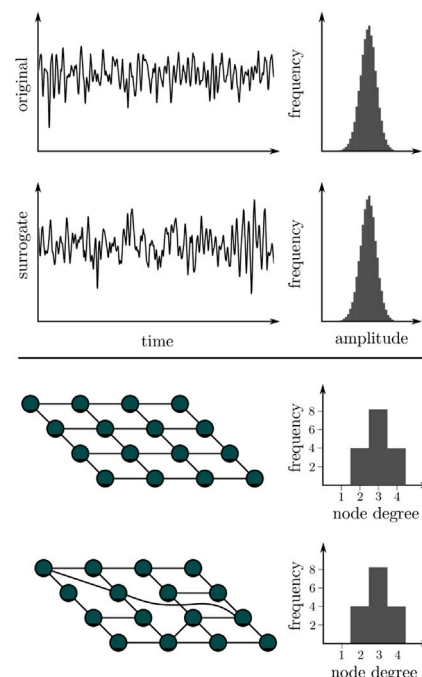 original
frequency
surrogate
frequency
time
amplitude
frequency
8
6
4
2
1 2 3 4
node degree
frequency
8
6
4
2
1 2 3 4
node degree